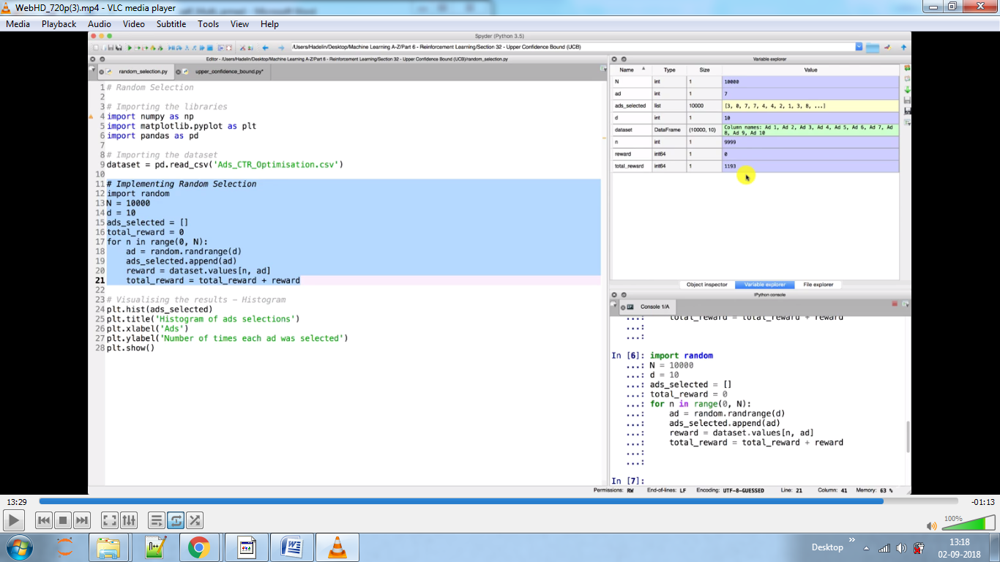 WebHD_720p(3).mp4 - VLC media player
Media Playback Audio Video Subtitle Tools View Help
Spyder (Python 3.5)
/Users/Hadelin/Desktop/Machine Learning A-Z/Part 6 - Reinforcement Learning/Section 32 - Upper Confidence Bound (UCB)
Editor - /Users/Hadelin/Desktop/Machine Learning A-Z/Part 6 - Reinforcement Learning/Section 32 - Upper Confidence Bound (UCB)/random_selection.py
random_selection.py upper_confidence_bound.py*
1 # Random Selection
2
3 # Importing the libraries
4 import numpy as np
5 import matplotlib.pyplot as plt
6 import pandas as pd
7
8 # Importing the dataset
9 dataset = pd.read_csv('Ads_CTR_Optimisation.csv')
10
11 # Implementing Random Selection
12 import random
13 N = 10000
14 d = 10
15 ads_selected = []
16 total_reward = 0
17 for n in range(0, N):
18 ad = random.randrange(d)
19 ads_selected.append(ad)
20 reward = dataset.values[n, ad]
21 total_reward = total_reward + reward
22
23 # Visualising the results - Histogram
24 plt.hist(ads_selected)
25 plt.title('Histogram of ads selections')
26 plt.xlabel('Ads')
27 plt.ylabel('Number of times each ad was selected')
28 plt.show()
Variable explorer
Name Type Size Value
N int 1 10000
ad int 1 7
ads_selected list 10000 [3, 0, 7, 7, 4, 4, 2, 1, 3, 8, ...]
d int 1 10
dataset DataFrame (10000, 10) Column names: Ad 1, Ad 2, Ad 3, Ad 4, Ad 5, Ad 6, Ad 7, Ad
8, Ad 9, Ad 10
n int 1 9999
reward int64 1 0
total_reward int64 1 1193
Object inspector Variable explorer File explorer
IPython console
Console 1/A
...: total_reward = total_reward + reward
...:
...:
In [6]: import random
...: N = 10000
...: d = 10
...: ads_selected = []
...: total_reward = 0
...: for n in range(0, N):
...: ad = random.randrange(d)
...: ads_selected.append(ad)
...: reward = dataset.values[n, ad]
...: total_reward = total_reward + reward
...:
...:
In [7]:
Permissions: RW End-of-lines: LF Encoding: UTF-8-GUESSED Line: 21 Column: 41 Memory: 63 %
13:29 -01:13
100%
Desktop
13:18
02-09-2018